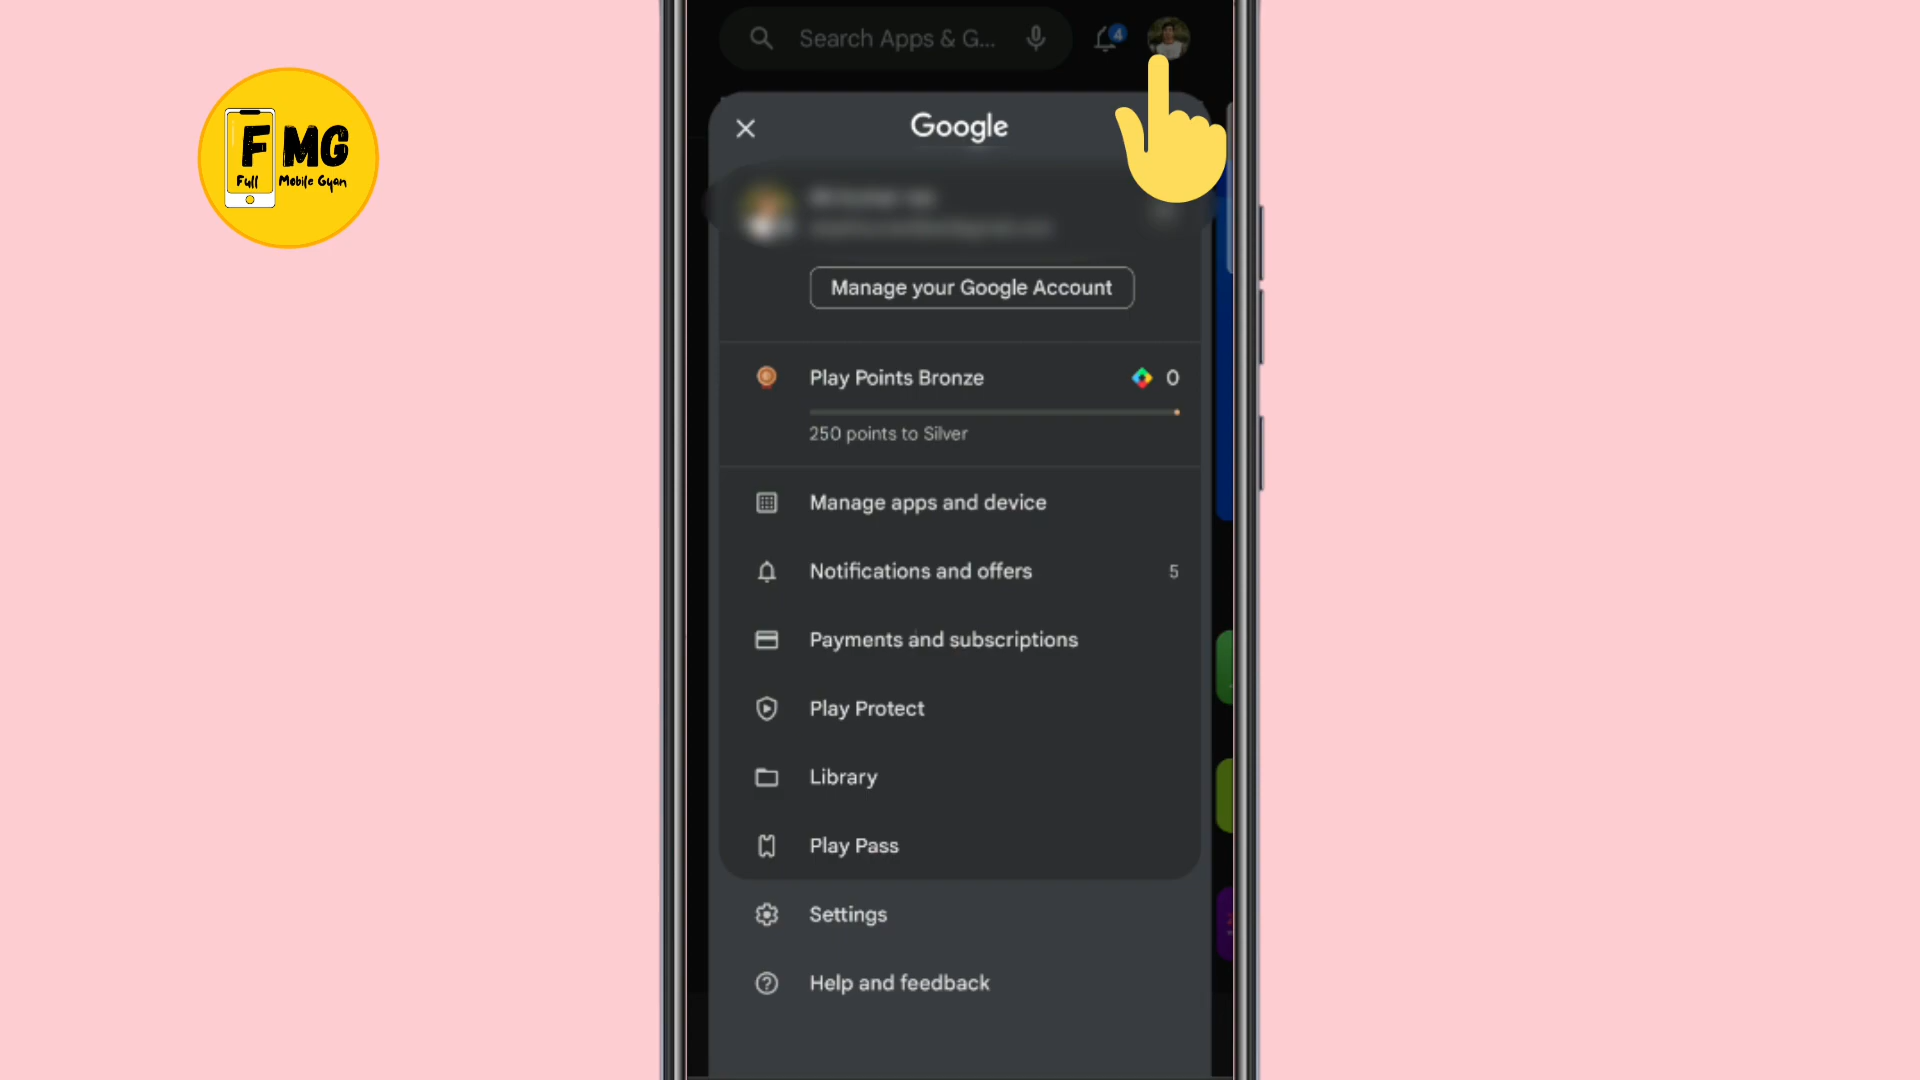 Search Apps & G...
4
F MG
Full Mobile Gyan
Google
Manage your Google Account
Play Points Bronze
0
250 points to Silver
Manage apps and device
Notifications and offers
5
Payments and subscriptions
Play Protect
Library
Play Pass
Settings
Help and feedback